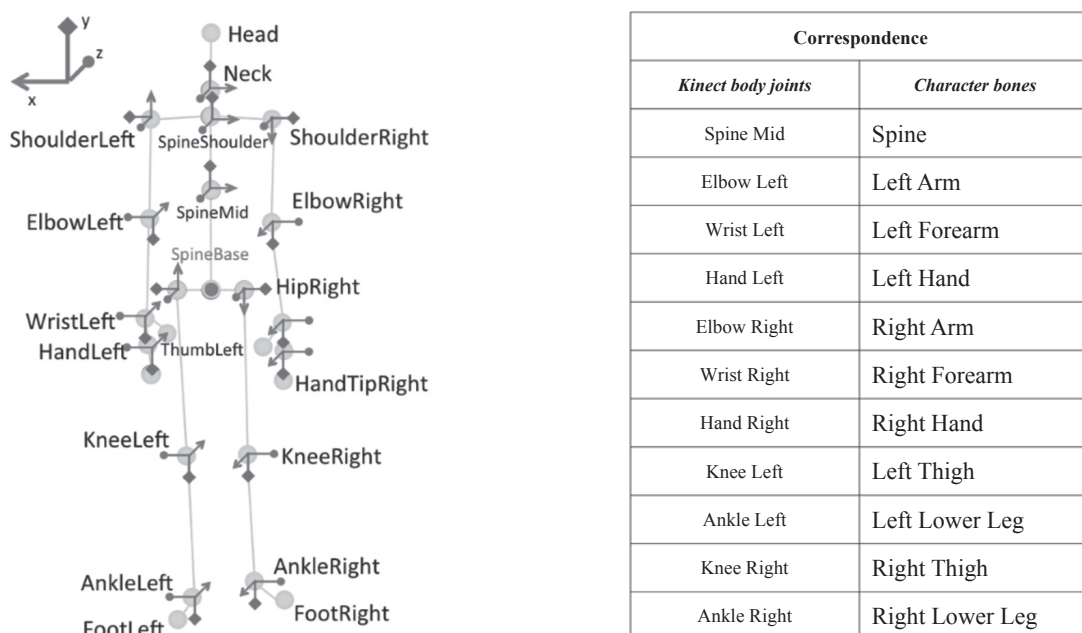 y
z
x
Head
Neck
ShoulderLeft
SpineShoulder
ShoulderRight
ElbowLeft
SpineMid
ElbowRight
SpineBase
HipRight
WristLeft
HandLeft
ThumbLeft
HandTipRight
KneeLeft
KneeRight
AnkleLeft
AnkleRight
FootLeft
FootRight
Correspondence
Kinect body joints Character bones
Spine Mid Spine
Elbow Left Left Arm
Wrist Left Left Forearm
Hand Left Left Hand
Elbow Right Right Arm
Wrist Right Right Forearm
Hand Right Right Hand
Knee Left Left Thigh
Ankle Left Left Lower Leg
Knee Right Right Thigh
Ankle Right Right Lower Leg